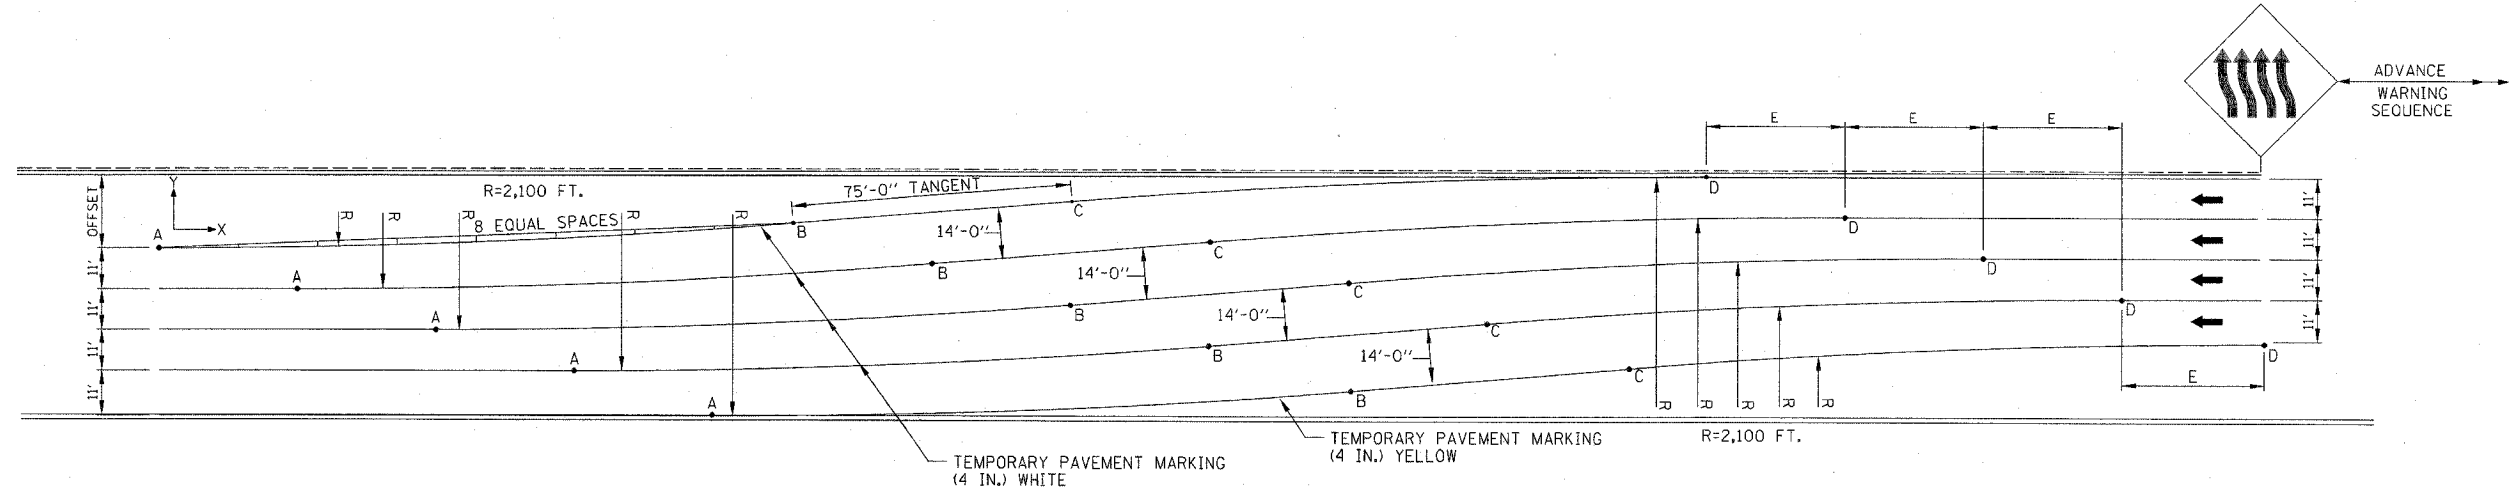 ADVANCE
WARNING
SEQUENCE
E E E
OFFSET
Y
X
R=2,100 FT.
75'-0" TANGENT
8 EQUAL SPACES
R R R R R
A B C D
11'
14'-0"
A B C D
11'
14'-0"
A B C D
11'
14'-0"
A B C D
11'
14'-0"
A B C D
11' 11' 11' 11'
E
R R R R R
R=2,100 FT.
TEMPORARY PAVEMENT MARKING
(4 IN.) YELLOW
TEMPORARY PAVEMENT MARKING
(4 IN.) WHITE